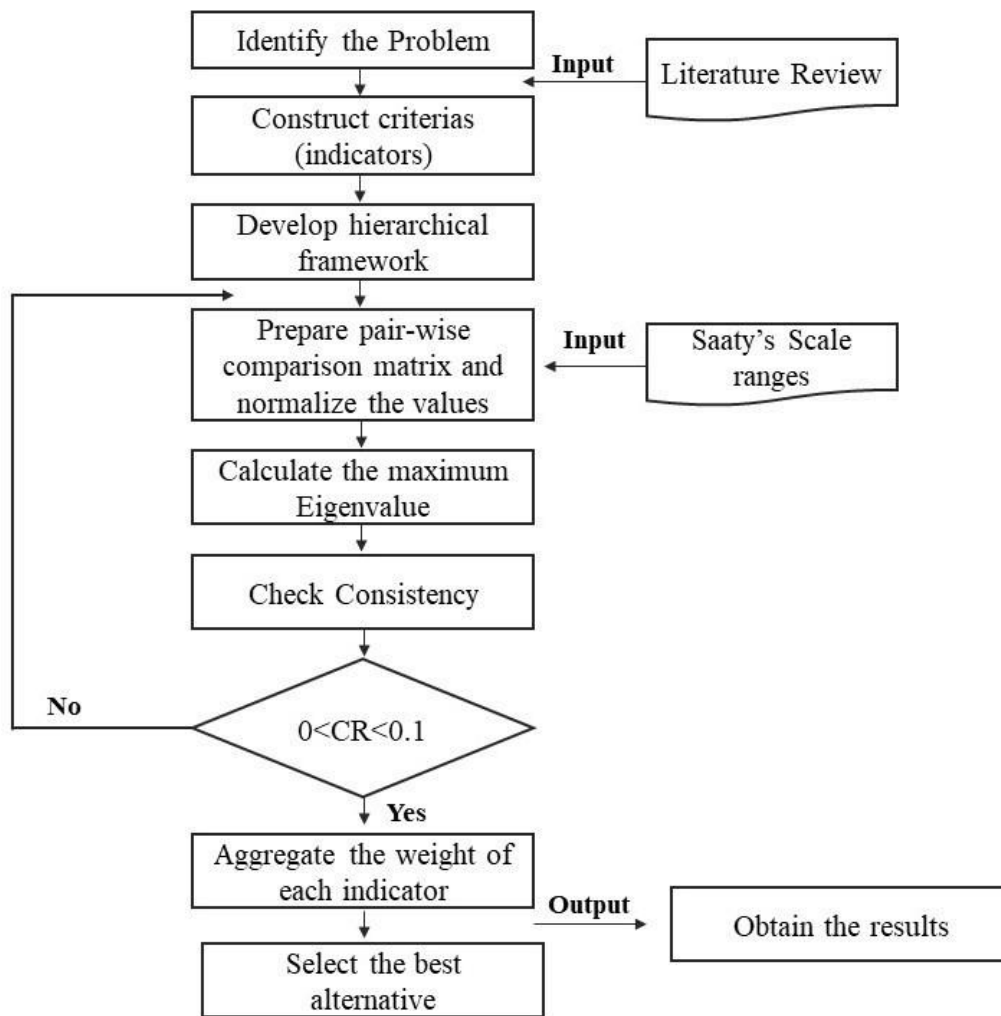 Identify the Problem
Input
Literature Review
Construct criterias
(indicators)
Develop hierarchical
framework
Prepare pair-wise
comparison matrix and
normalize the values
Input
Saaty’s Scale
ranges
Calculate the maximum
Eigenvalue
Check Consistency
No
0<CR<0.1
Yes
Aggregate the weight of
each indicator
Output
Obtain the results
Select the best
alternative